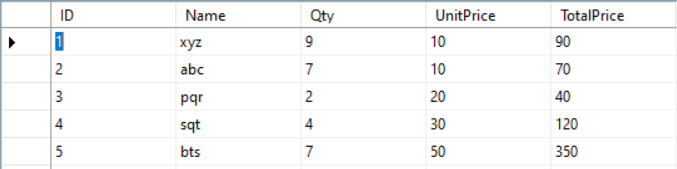 ID Name Qty UnitPrice TotalPrice
1 xyz 9 10 90
2 abc 7 10 70
3 pqr 2 20 40
4 sqt 4 30 120
5 bts 7 50 350